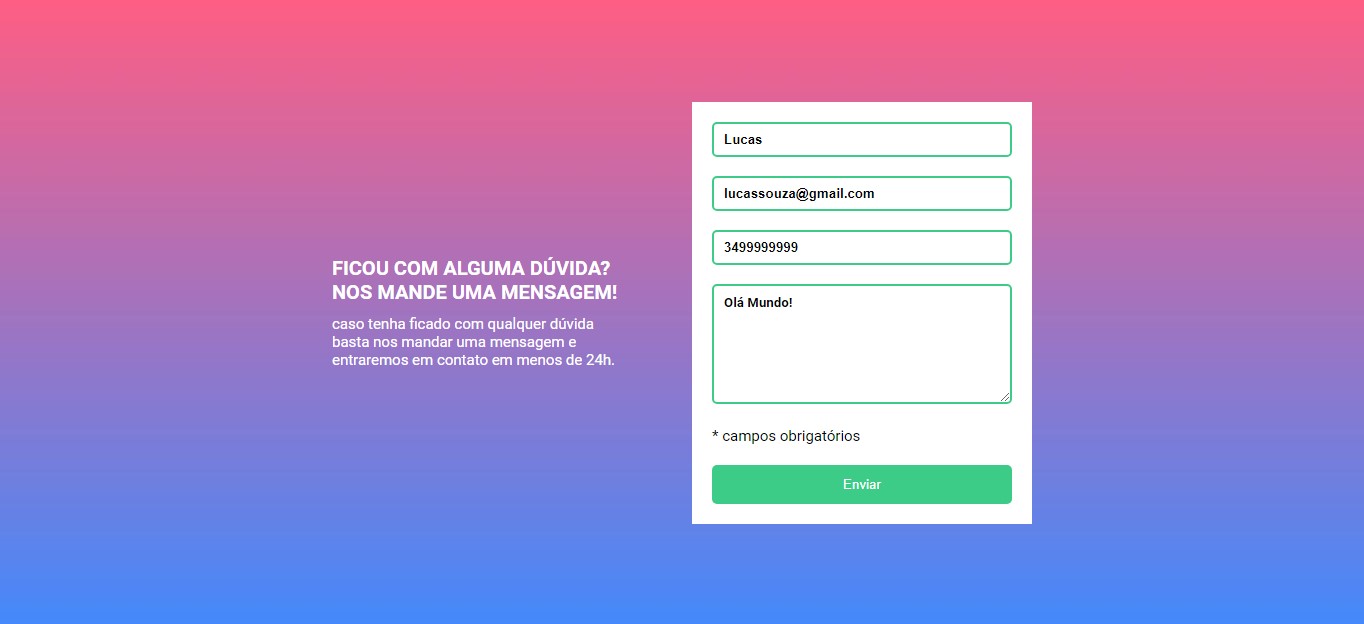 FICOU COM ALGUMA DÚVIDA?
NOS MANDE UMA MENSAGEM!
caso tenha ficado com qualquer dúvida
basta nos mandar uma mensagem e
entraremos em contato em menos de 24h.
Lucas
lucassouza@gmail.com
3499999999
Olá Mundo!
* campos obrigatórios
Enviar